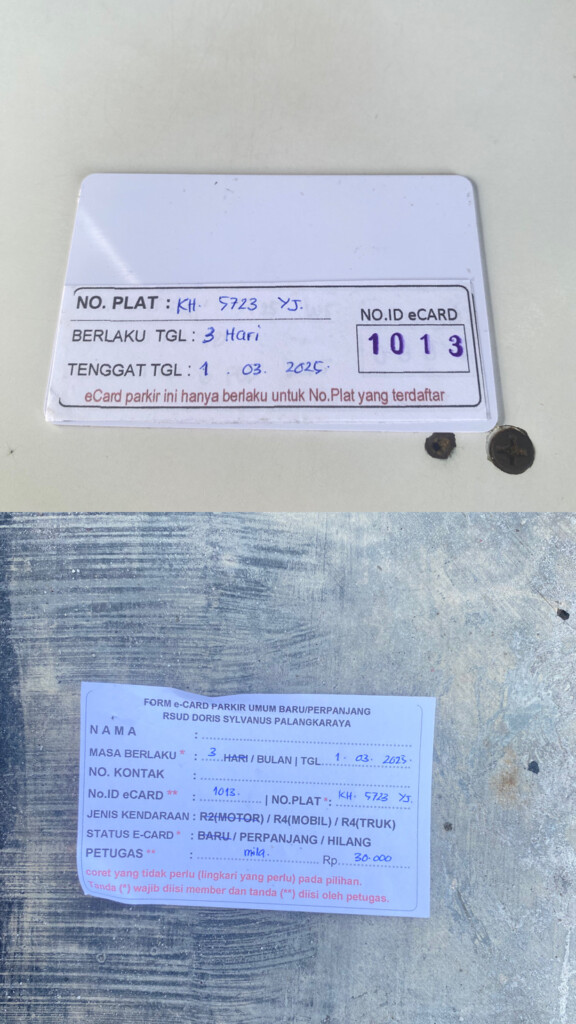 NO. PLAT : KH. 5723 YJ.
BERLAKU TGL : 3 Hari
NO.ID eCARD
1013
TENGGAT TGL : 1 . 03. 2025.
eCard parkir ini hanya berlaku untuk No.Plat yang terdaftar
FORM e-CARD PARKIR UMUM BARU/PERPANJANG
RSUD DORIS SYLVANUS PALANGKARAYA
N A M A :
MASA BERLAKU * : 3 HARI / BULAN | TGL 1. 03. 2025.
NO. KONTAK :
No.ID eCARD ** : 1013. | NO.PLAT *: KH. 5723 YJ.
JENIS KENDARAAN : R2(MOTOR) / R4(MOBIL) / R4(TRUK)
STATUS E-CARD * : BARU / PERPANJANG / HILANG
PETUGAS ** : mila. Rp. 30.000
coret yang tidak perlu (lingkari yang perlu) pada pilihan.
Tanda (*) wajib diisi member dan tanda (**) diisi oleh petugas.